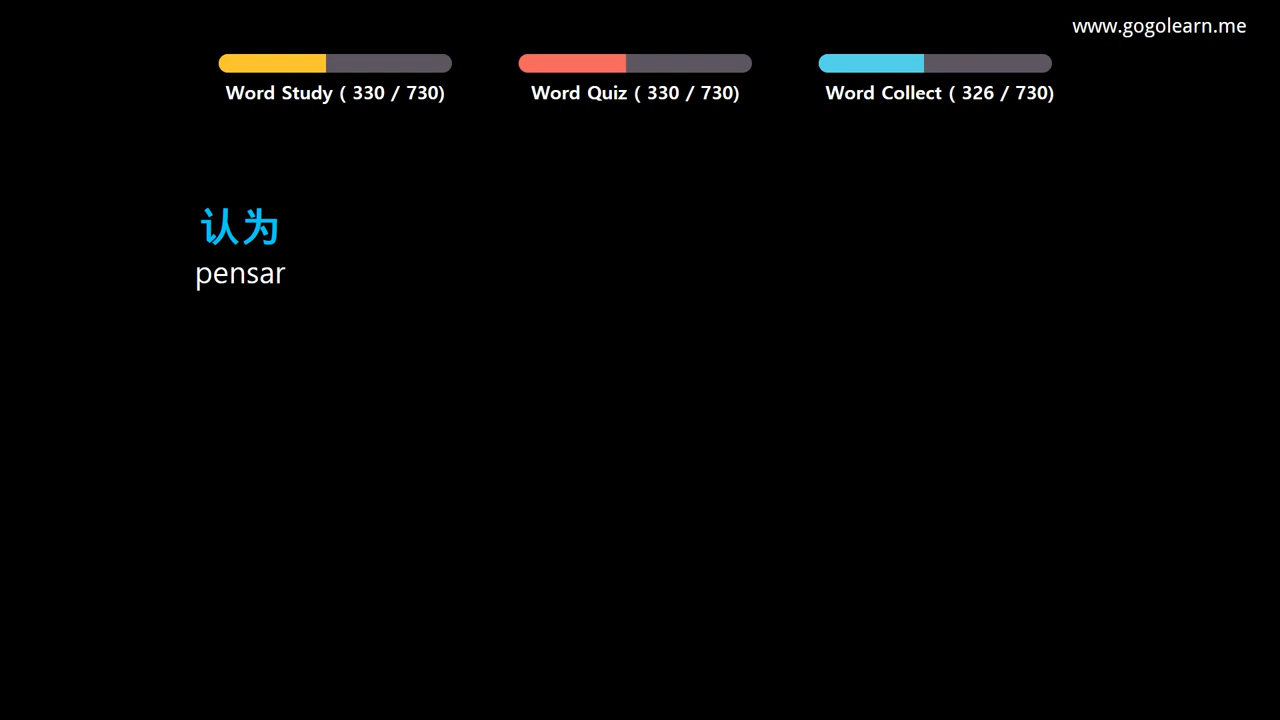 www.gogolearn.me
Word Study ( 330 / 730)
Word Quiz ( 330 / 730)
Word Collect ( 326 / 730)
认为
pensar